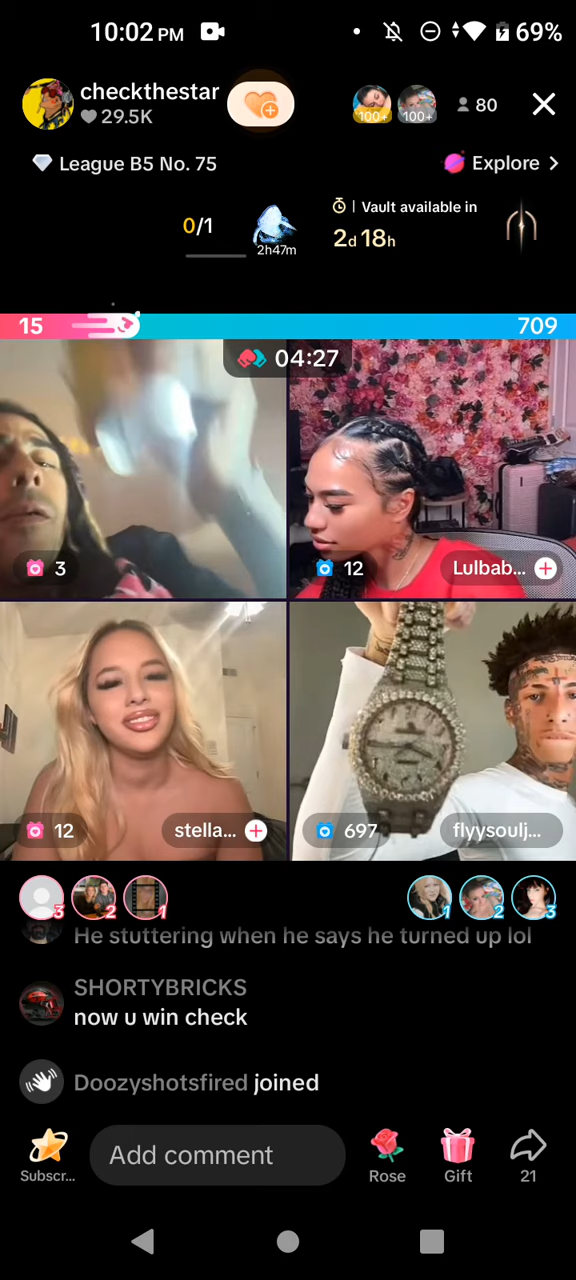 10:02 PM
69%
checkthestar
29.5K
100+
100+
80
League B5 No. 75
Explore >
0/1
2h47m
Vault available in
2d 18h
15
709
04:27
3
12
Lulbab...
12
stella...
697
flyysoulj...
3
2
1
1
2
3
He stuttering when he says he turned up lol
SHORTYBRICKS
now u win check
Doozyshotsfired joined
Subscr...
Add comment
Rose
Gift
21